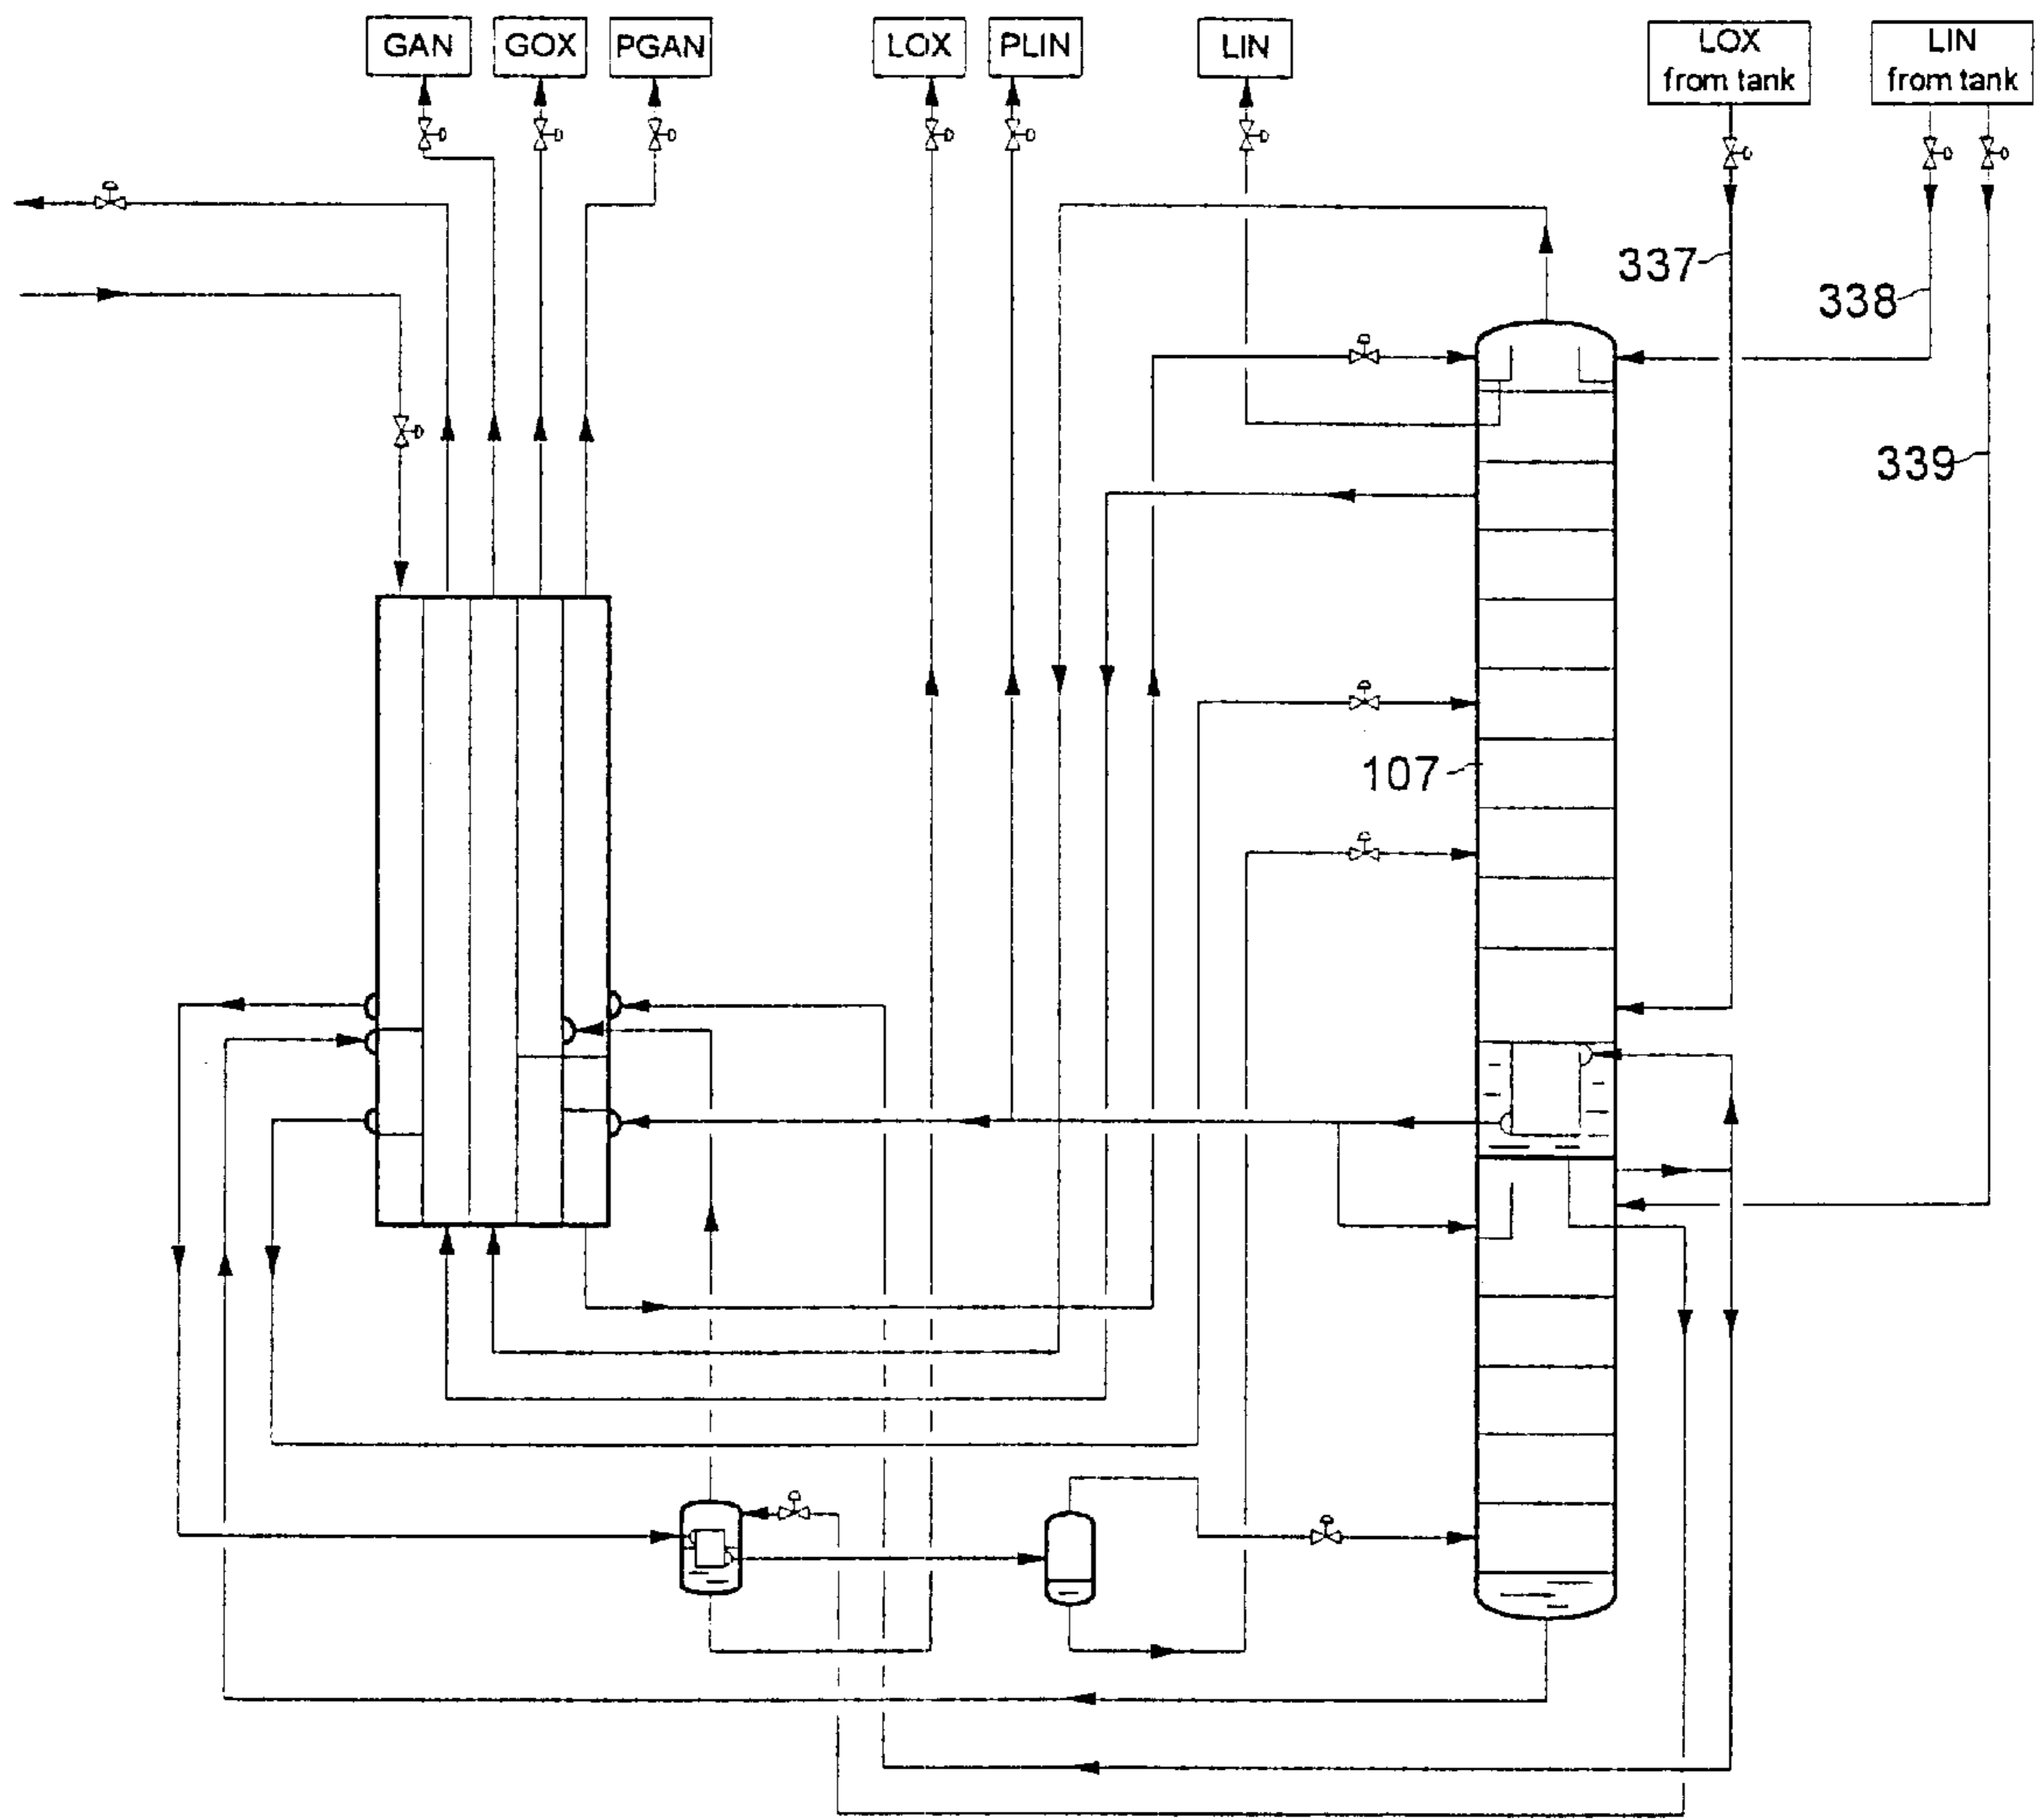 GAN
GOX
PGAN
LOX
PLIN
LIN
LOX
from tank
LIN
from tank
337
338
339
107